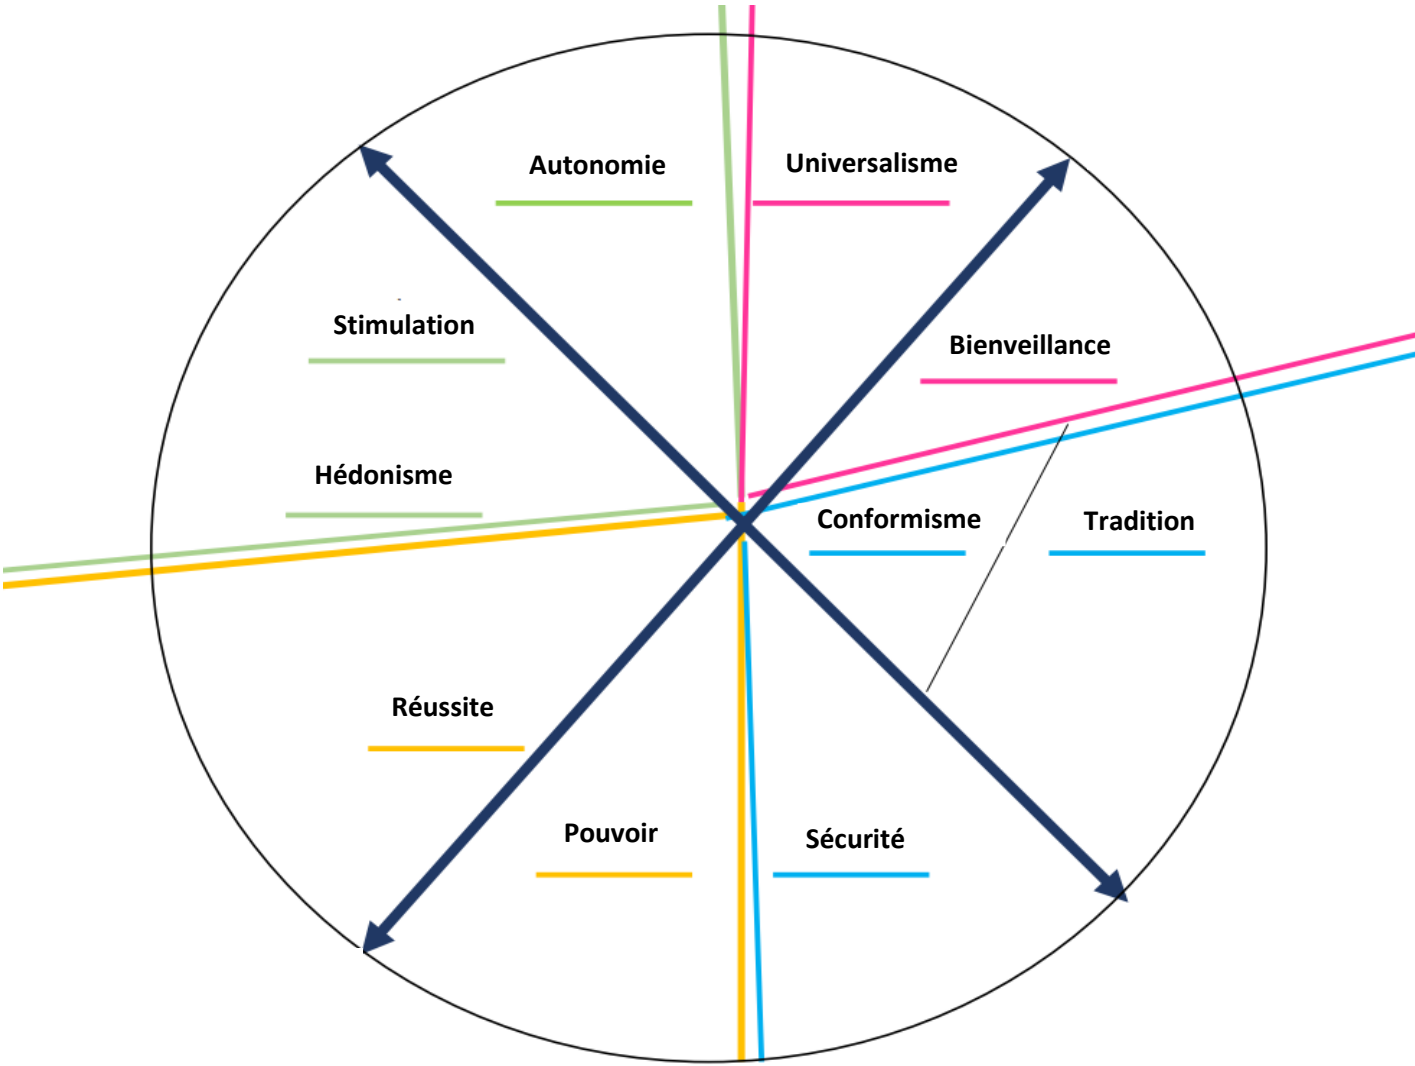 Autonomie
Universalisme
Stimulation
Bienveillance
Hédonisme
Conformisme
Tradition
Réussite
Pouvoir
Sécurité